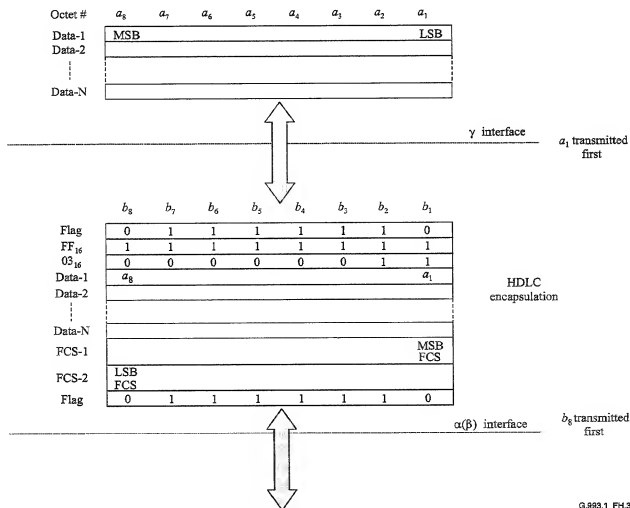 Octet # a8 a7 a6 a5 a4 a3 a2 a1
Data-1 MSB LSB
Data-2
Data-N
γ interface
a1 transmitted
first
b8 b7 b6 b5 b4 b3 b2 b1
Flag 0 1 1 1 1 1 1 0
FF16 1 1 1 1 1 1 1 1
0316 0 0 0 0 0 0 1 1
Data-1 a8 a1
Data-2
HDLC
encapsulation
Data-N
FCS-1 MSB
FCS
FCS-2 LSB
FCS
Flag 0 1 1 1 1 1 1 0
α(β) interface
b8 transmitted
first
G.993.1_FH.3